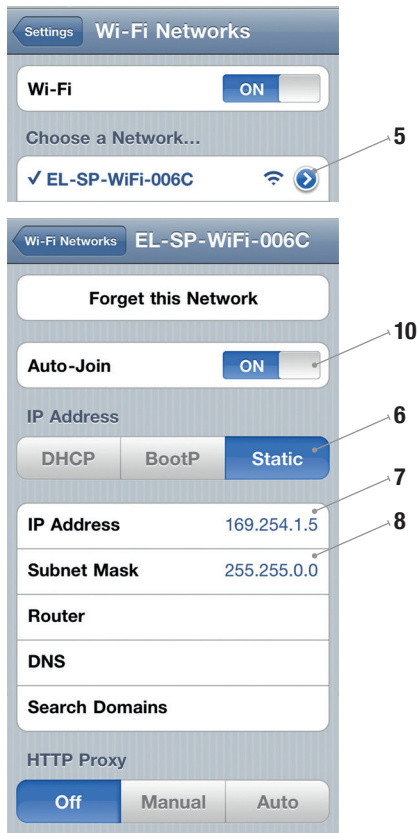 Settings Wi-Fi Networks
Wi-Fi ON
Choose a Network...
5
✓ EL-SP-WiFi-006C
Wi-Fi Networks EL-SP-WiFi-006C
Forget this Network
10
Auto-Join ON
IP Address
6
DHCP BootP Static
7
IP Address 169.254.1.5
8
Subnet Mask 255.255.0.0
Router
DNS
Search Domains
HTTP Proxy
Off Manual Auto